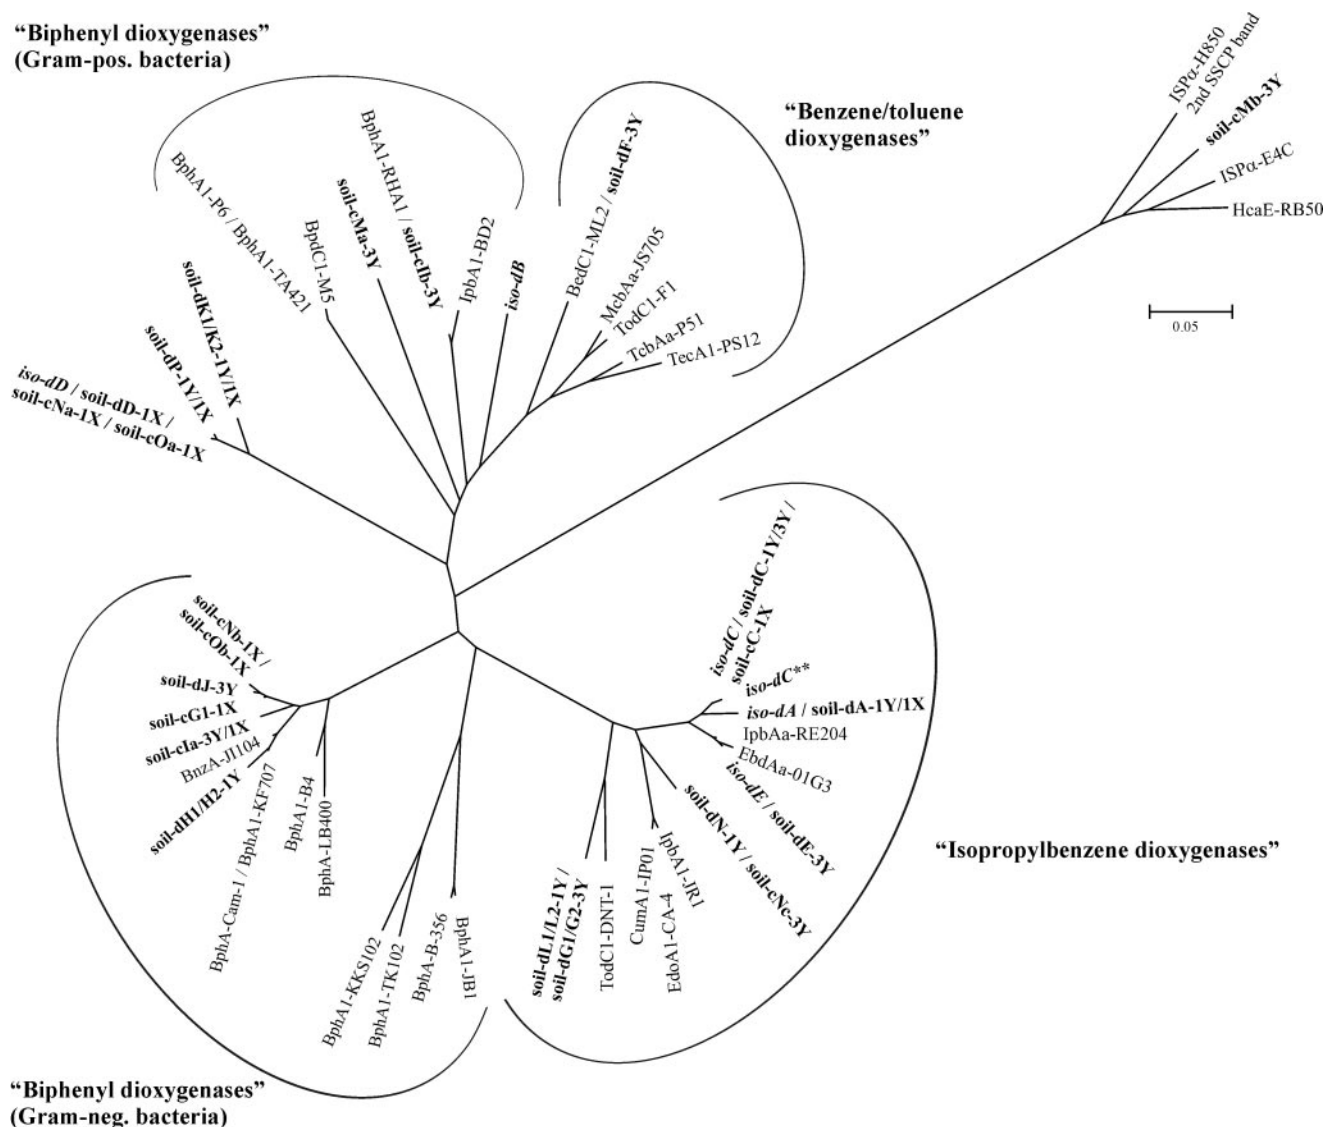 “Biphenyl dioxygenases”
(Gram-pos. bacteria)
“Benzene/toluene
dioxygenases”
ISPα-H850
2nd SSCP band
soil-cMb-3Y
ISPα-E4C
HcaE-RB50
0.05
iso-dD / soil-dD-1X /
soil-cNa-1X / soil-cOa-1X
soil-dP-1Y/1X
soil-dK1/K2-1Y/1X
BphA1-P6 / BphA1-TA421
BpdC1-M5
soil-cMa-3Y
BphA1-RHA1 / soil-cIb-3Y
IpbA1-BD2
iso-dB
BedC1-ML2 / soil-dF-3Y
McbAa-JS705
TodC1-F1
TcbAa-P51
TecA1-PS12
iso-dC / soil-dC-1Y/3Y /
soil-cC-1X
iso-dC**
iso-dA / soil-dA-1Y/1X
IpbAa-RE204
EbdAa-01G3
iso-dE / soil-dE-3Y
soil-dN-1Y / soil-cNc-3Y
IpbA1-JR1
EdoA1-CA-4
CumA1-IP01
TodC1-DNT-1
soil-dL1/L2-1Y /
soil-dG1/G2-3Y
“Isopropylbenzene dioxygenases”
soil-cNb-1X /
soil-cOb-1X
soil-dJ-3Y
soil-cG1-1X
soil-cIa-3Y/1X
BnzA-JI104
soil-dH1/H2-1Y
BphA-Cam-1 / BphA1-KF707
BphA1-B4
BphA-LB400
BphA1-KKS102
BphA1-TK102
BphA-B-356
BphA1-JB1
“Biphenyl dioxygenases”
(Gram-neg. bacteria)